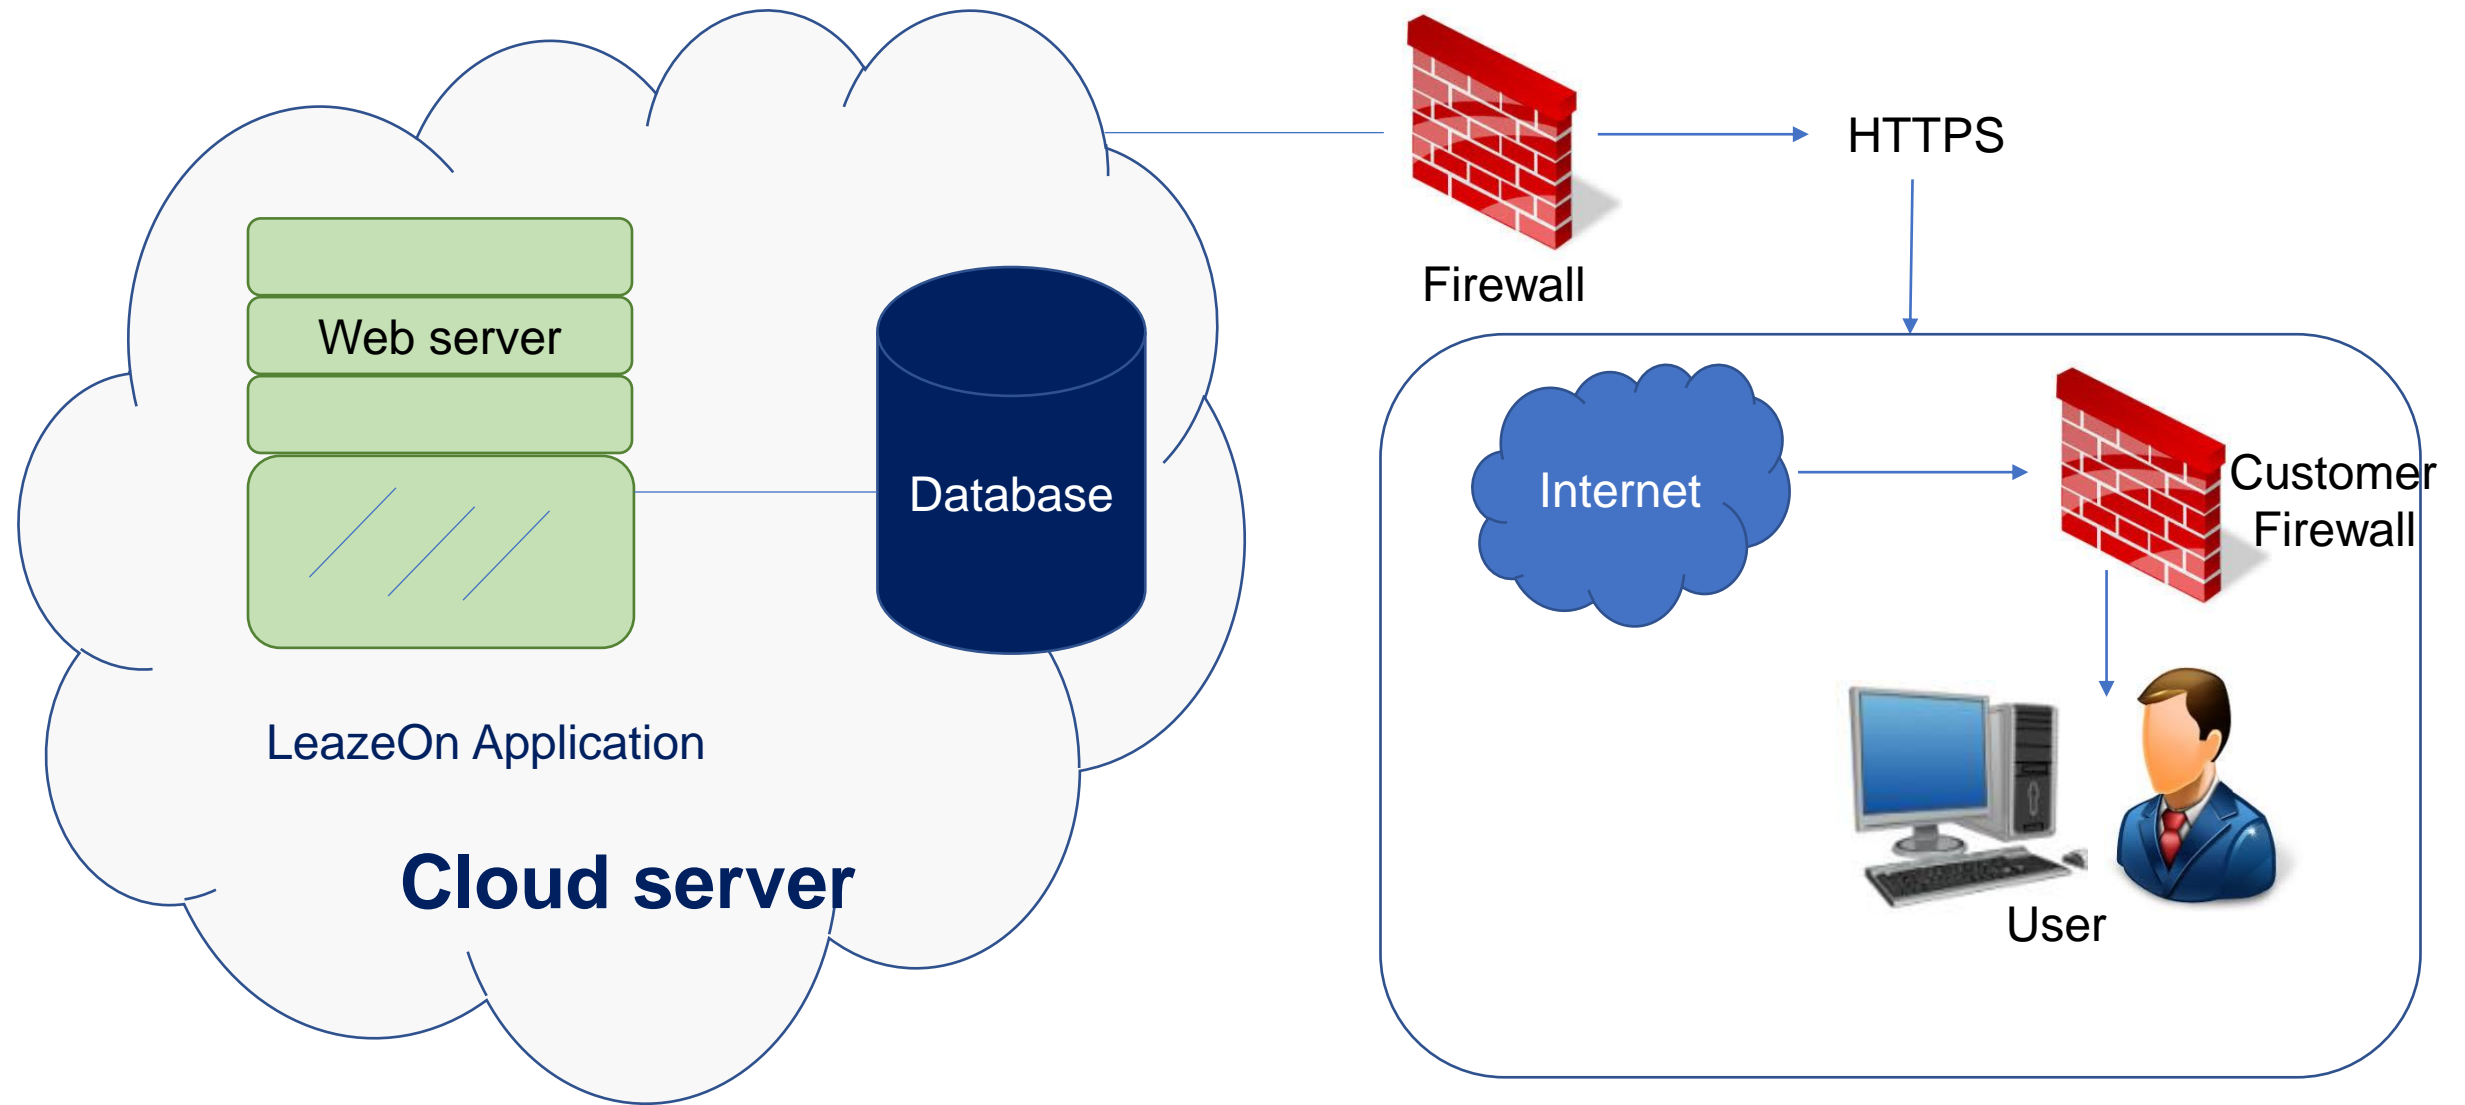 HTTPS
Firewall
Web server
Database
Internet
Customer
Firewall
LeazeOn Application
Cloud server
User